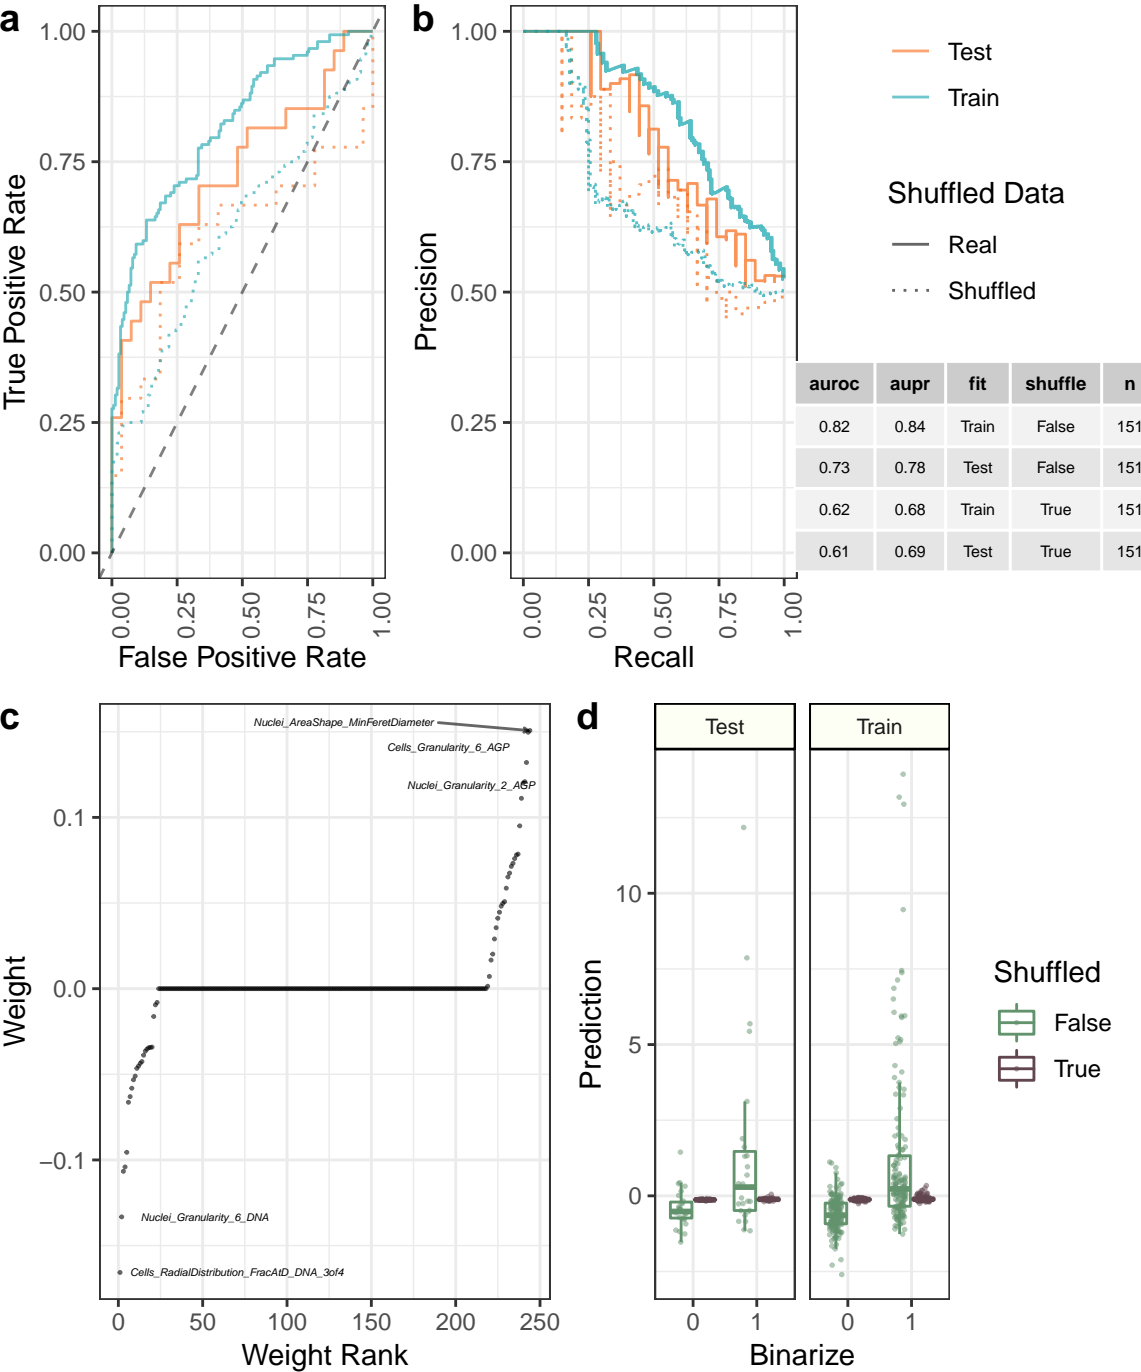 a
1.00
0.75
0.50
0.25
0.00
True Positive Rate
0.00
0.25
0.50
0.75
1.00
False Positive Rate
b
1.00
0.75
0.50
0.25
0.00
Precision
0.00
0.25
0.50
0.75
1.00
Recall
Test
Train
Shuffled Data
Real
Shuffled
auroc aupr fit shuffle n
0.82 0.84 Train False 151
0.73 0.78 Test False 151
0.62 0.68 Train True 151
0.61 0.69 Test True 151
c
Nuclei_AreaShape_MinFeretDiameter
Cells_Granularity_6_AGP
Nuclei_Granularity_2_AGP
Nuclei_Granularity_6_DNA
Cells_RadialDistribution_FracAtD_DNA_3of4
0.1
0.0
−0.1
Weight
0 50 100 150 200 250
Weight Rank
d
Test Train
10
5
0
Prediction
0 1 0 1
Binarize
Shuffled
False
True